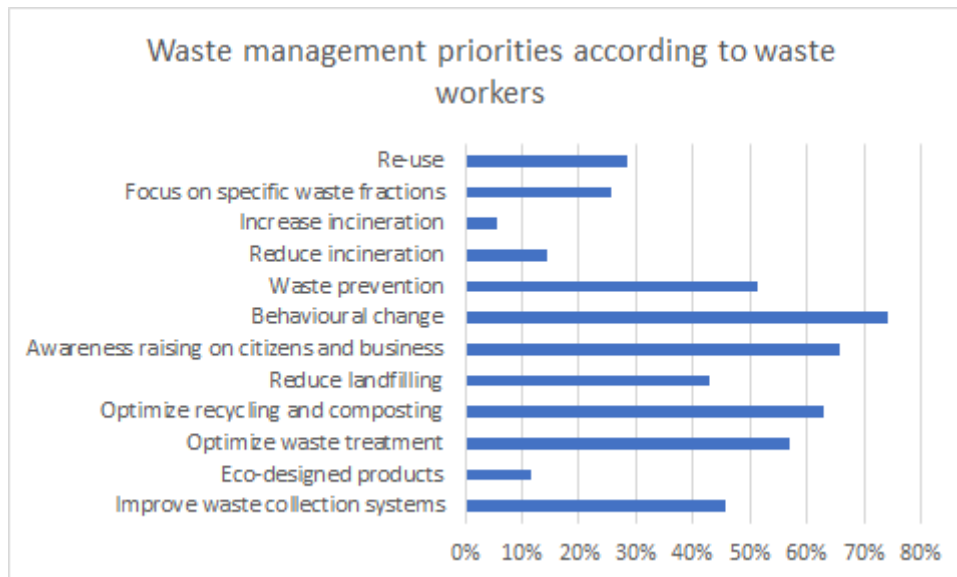 Waste management priorities according to waste
workers
Re-use
Focus on specific waste fractions
Increase incineration
Reduce incineration
Waste prevention
Behavioural change
Awareness raising on citizens and business
Reduce landfilling
Optimize recycling and composting
Optimize waste treatment
Eco-designed products
Improve waste collection systems
0% 10% 20% 30% 40% 50% 60% 70% 80%